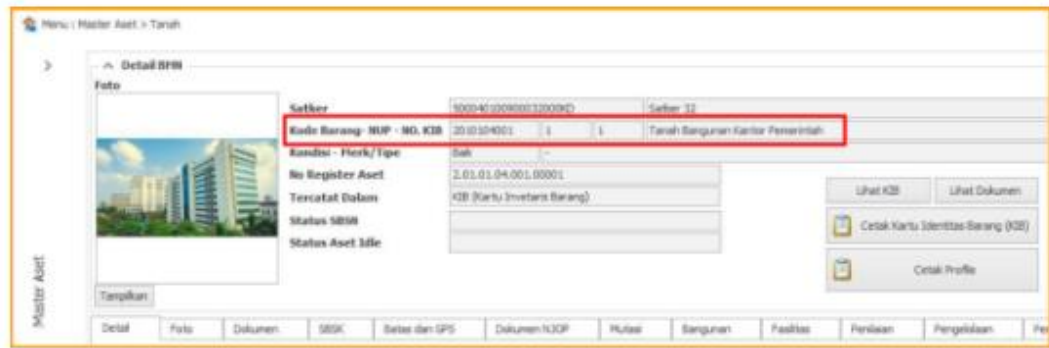 Menu : Master Aset > Tanah
> ^ Detail BMN
Foto
Satker Satker 32
Kode Barang- NUP - NO. KIB 2010104001 1 1 Tanah Bangunan Kantor Pemerintah
Kondisi - Merk/Tipe Baik -
No Register Aset 2.01.01.04.001.00001
Tercatat Dalam KIB (Kartu Invetaris Barang)
Status SBSN
Status Aset Idle
Lihat KIB Lihat Dokumen
Cetak Kartu Identitas Barang (KIB)
Cetak Profile
Master Aset
Tampilkan
Detail Foto Dokumen SBSK Batas dan GPS Dokumen NJOP Mutasi Bangunan Fasilitas Penilaian Pengelolaan